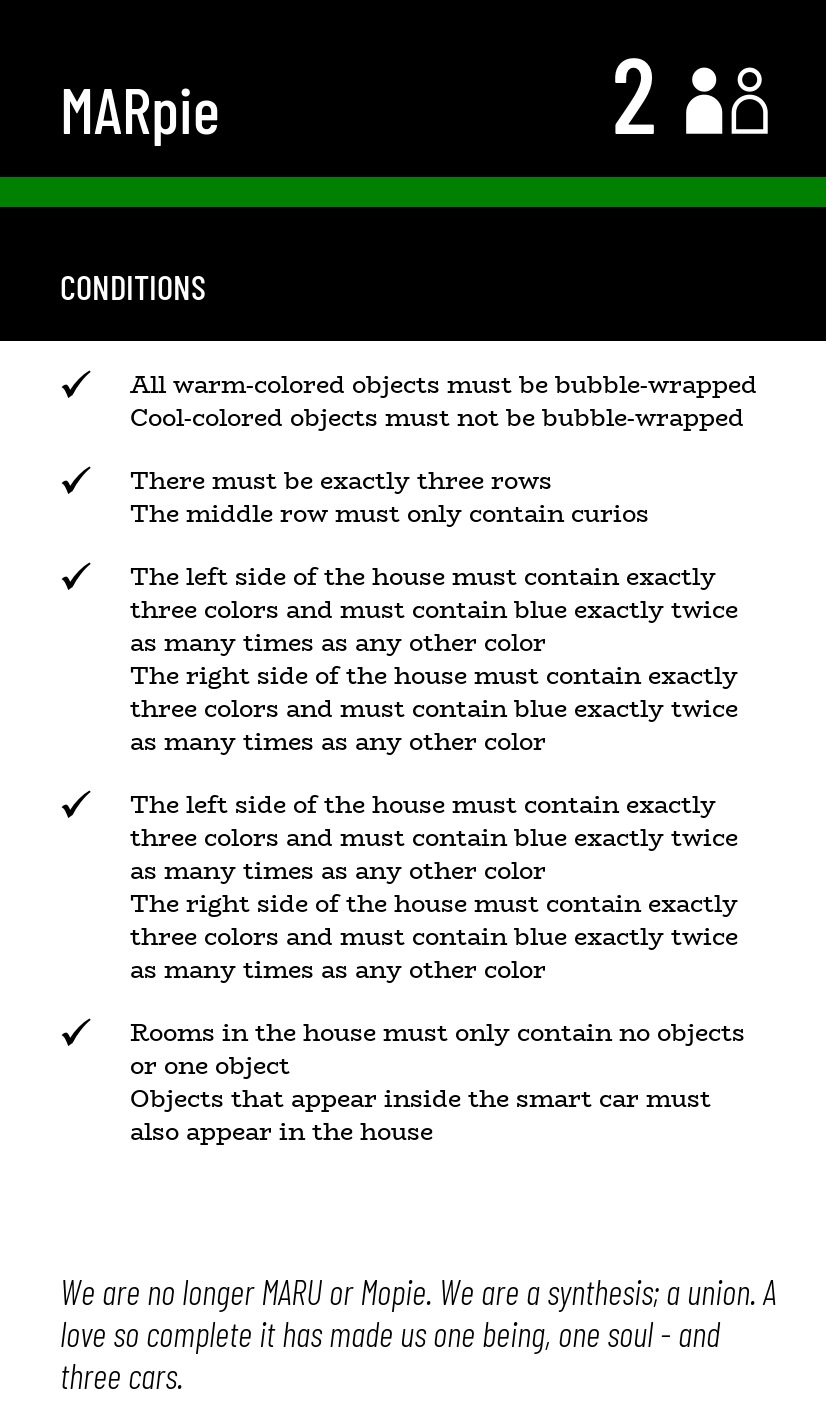 MARpie
2
CONDITIONS
All warm-colored objects must be bubble-wrapped
Cool-colored objects must not be bubble-wrapped
There must be exactly three rows
The middle row must only contain curios
The left side of the house must contain exactly
three colors and must contain blue exactly twice
as many times as any other color
The right side of the house must contain exactly
three colors and must contain blue exactly twice
as many times as any other color
The left side of the house must contain exactly
three colors and must contain blue exactly twice
as many times as any other color
The right side of the house must contain exactly
three colors and must contain blue exactly twice
as many times as any other color
Rooms in the house must only contain no objects
or one object
Objects that appear inside the smart car must
also appear in the house
We are no longer MARU or Mopie. We are a synthesis; a union. A
love so complete it has made us one being, one soul - and
three cars.